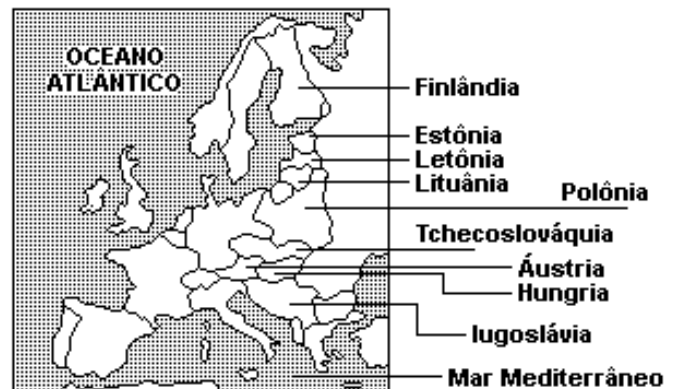 OCEANO
ATLÂNTICO
Finlândia
Estônia
Letônia
Lituânia
Polônia
Tchecoslováquia
Áustria
Hungria
Iugoslávia
Mar Mediterrâneo